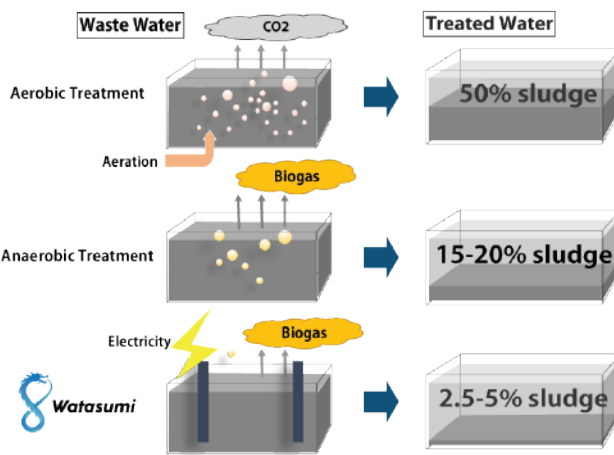 Waste Water
Treated Water
CO2
Aerobic Treatment
50% sludge
Aeration
Biogas
Anaerobic Treatment
15-20% sludge
Electricity
Biogas
Watasumi
2.5-5% sludge